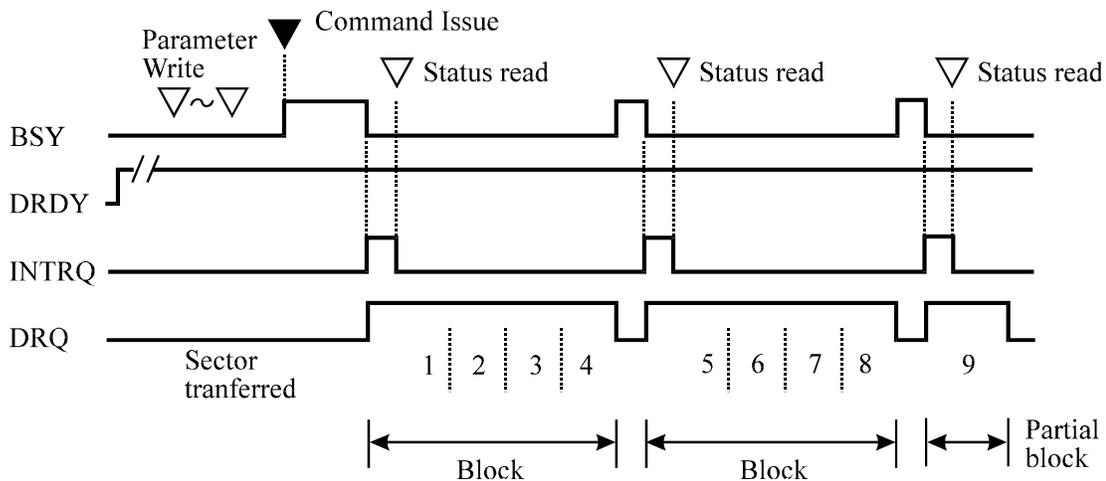 Command Issue
Parameter
Write
Status read
Status read
Status read
BSY
DRDY
INTRQ
DRQ
Sector
tranferred
1 2 3 4 5 6 7 8 9
Block
Block
Partial
block